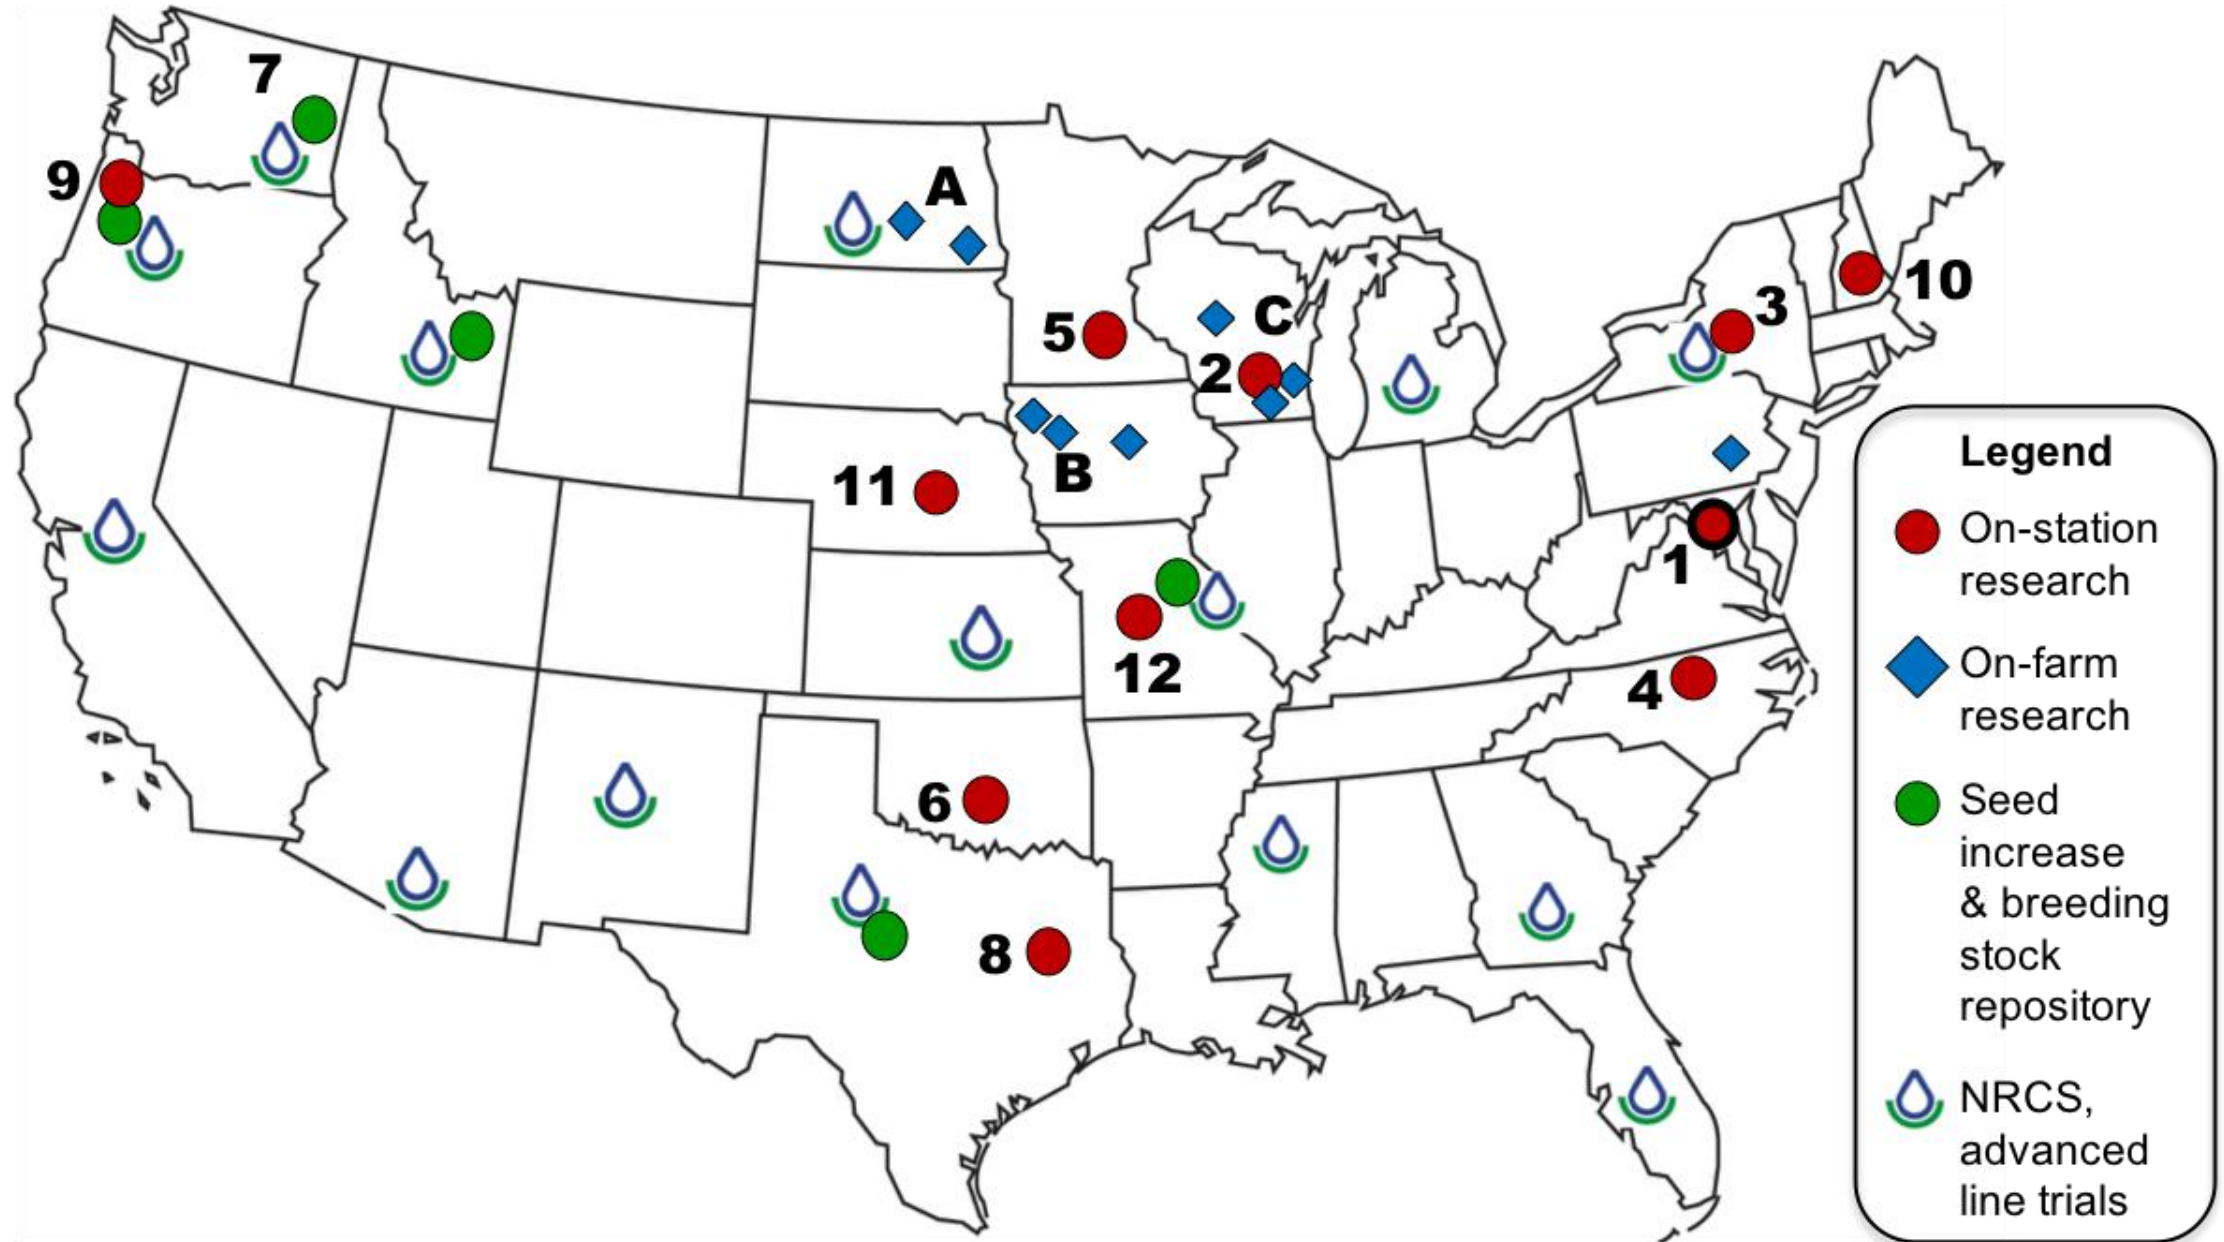 7
9
A
10
3
C
5
2
11
B
1
12
4
6
8
Legend
On-station
research
On-farm
research
Seed
increase
& breeding
stock
repository
NRCS,
advanced
line trials